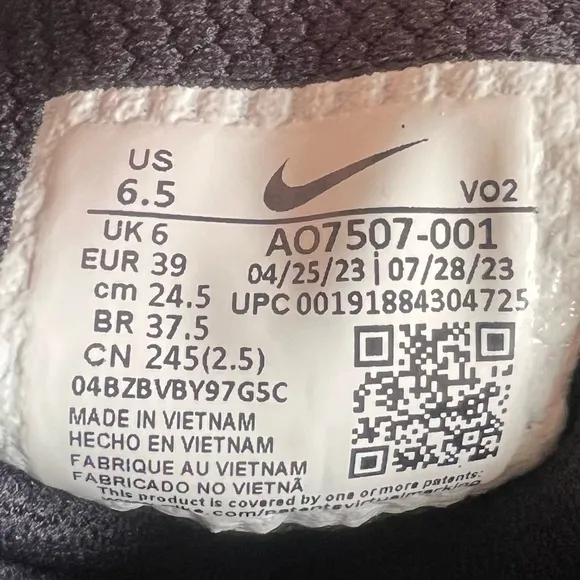 US
6.5
VO2
UK 6
AO7507-001
EUR 39
04/25/23 | 07/28/23
cm 24.5
UPC 00191884304725
BR 37.5
CN 245(2.5)
04BZBVBY97G5C
MADE IN VIETNAM
HECHO EN VIETNAM
FABRIQUE AU VIETNAM
FABRICADO NO VIETNÃ
This product is covered by one or more patents: